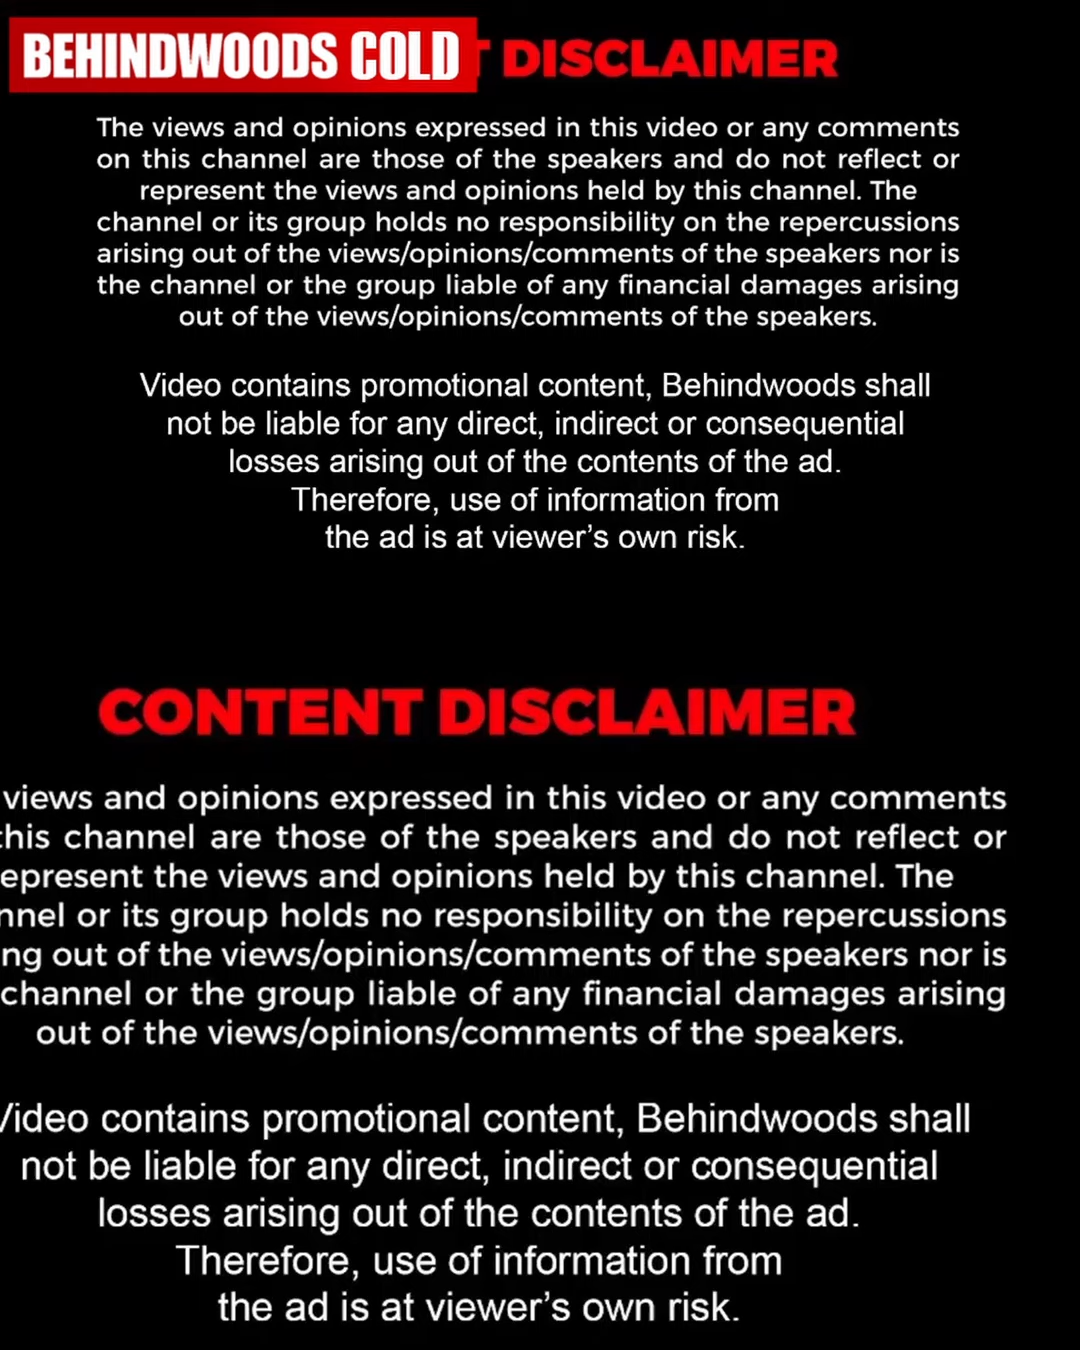 BEHINDWOODS COLD
DISCLAIMER
The views and opinions expressed in this video or any comments
on this channel are those of the speakers and do not reflect or
represent the views and opinions held by this channel. The
channel or its group holds no responsibility on the repercussions
arising out of the views/opinions/comments of the speakers nor is
the channel or the group liable of any financial damages arising
out of the views/opinions/comments of the speakers.
Video contains promotional content, Behindwoods shall
not be liable for any direct, indirect or consequential
losses arising out of the contents of the ad.
Therefore, use of information from
the ad is at viewer's own risk.
CONTENT DISCLAIMER
views and opinions expressed in this video or any comments
this channel are those of the speakers and do not reflect or
epresent the views and opinions held by this channel. The
nnel or its group holds no responsibility on the repercussions
ng out of the views/opinions/comments of the speakers nor is
channel or the group liable of any financial damages arising
out of the views/opinions/comments of the speakers.
Video contains promotional content, Behindwoods shall
not be liable for any direct, indirect or consequential
losses arising out of the contents of the ad.
Therefore, use of information from
the ad is at viewer's own risk.